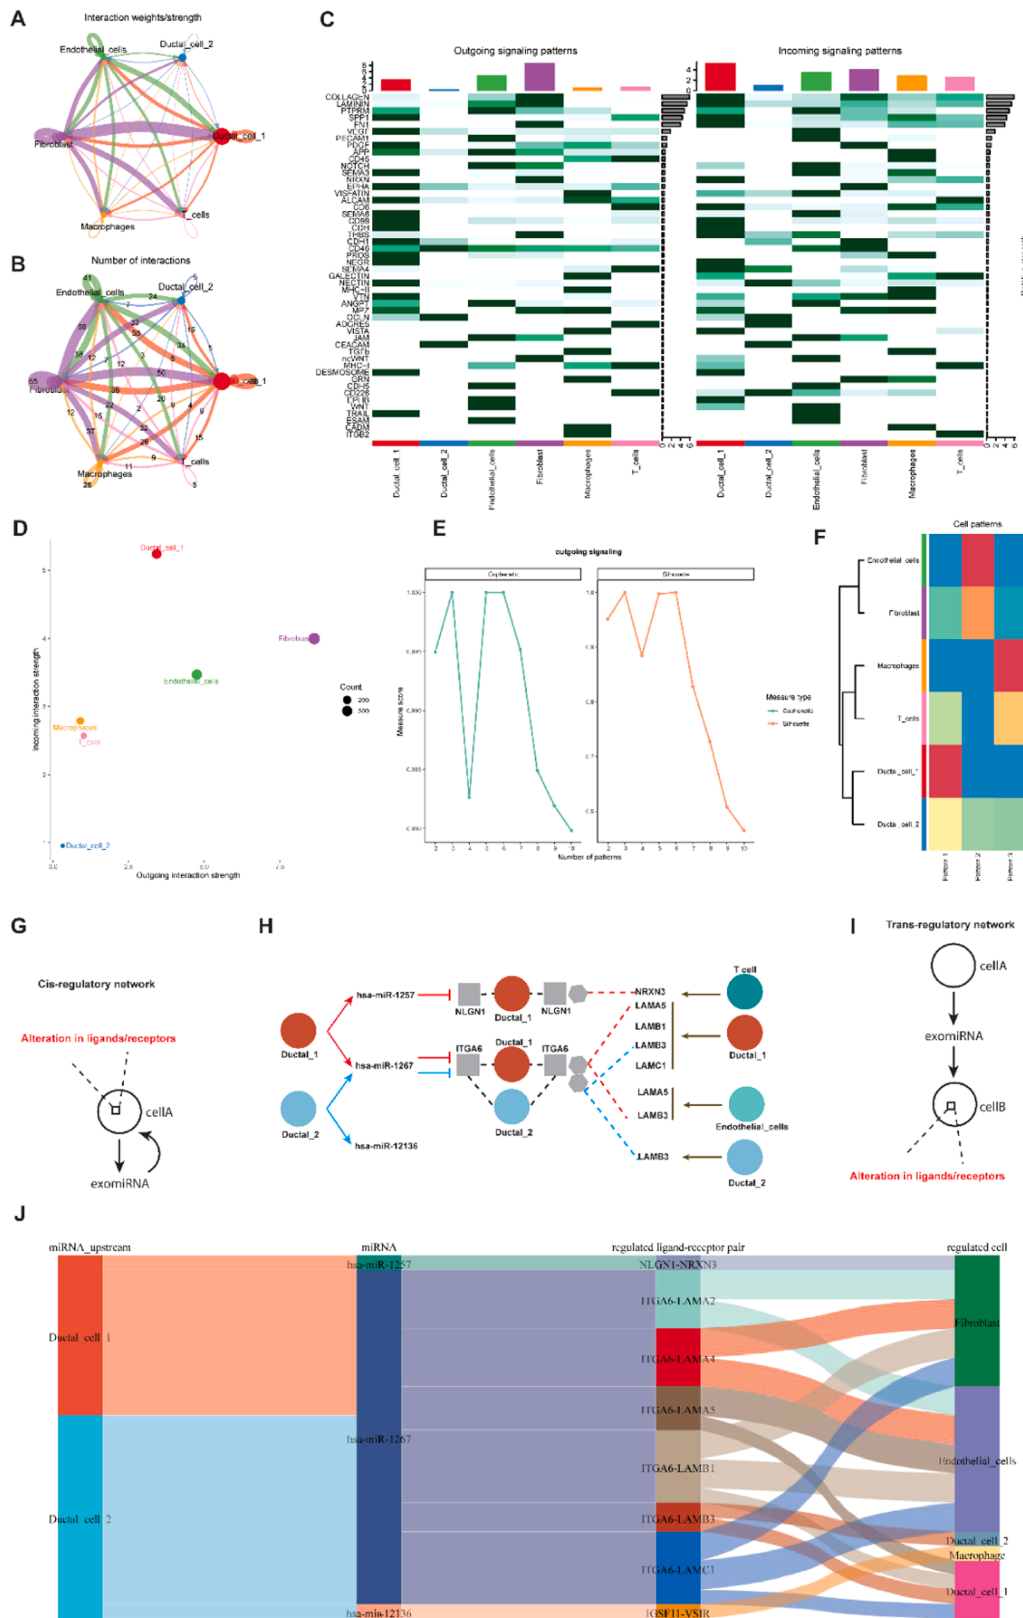 A
Interaction weights/strength
Endothelial_cells
Ductal_cell_2
Ductal_cell_1
Fibroblast
Macrophages
T_cells
B
Number of interactions
Endothelial_cells
Ductal_cell_2
Fibroblast
Macrophages
T_cells
C
Outgoing signaling patterns
Incoming signaling patterns
COLLAGEN
LAMININ
PTPRM
SPP1
FN1
VEGF
PECAM1
PDGF
APP
CD45
NOTCH
SEMA3
NRXN
EPHA
VISFATIN
ALCAM
CD6
SEMA6
CD99
CDH
THBS
CDH1
CD46
PROS
NEGR
SEMA4
GALECTIN
NECTIN
MHC-II
VTN
ANGPT
MPZ
OCLN
ADGRE5
VISTA
JAM
CEACAM
TGFb
ncWNT
MHC-I
DESMOSOME
GRN
CDH5
CD226
EPHB
WNT
TRAIL
ESAM
CADM
ITGB2
Ductal_cell_1
Ductal_cell_2
Endothelial_cells
Fibroblast
Macrophages
T_cells
Ductal_cell_1
Ductal_cell_2
Endothelial_cells
Fibroblast
Macrophages
T_cells
D
Ductal_cell_1
Fibroblast
Endothelial_cells
Macrophages
T_cells
Ductal_cell_2
Incoming interaction strength
Outgoing interaction strength
Count
200
300
E
outgoing signaling
Cophenetic
Silhouette
Measure score
Number of patterns
Measure type
Cophenetic
Silhouette
F
Cell patterns
Endothelial_cells
Fibroblast
Macrophages
T_cells
Ductal_cell_1
Ductal_cell_2
Pattern 1
Pattern 2
Pattern 3
G
Cis-regulatory network
Alteration in ligands/receptors
cellA
exomiRNA
H
Ductal_1
Ductal_2
hsa-miR-1257
hsa-miR-1267
hsa-miR-12136
NLGN1
Ductal_1
NLGN1
ITGA6
Ductal_1
ITGA6
Ductal_2
NRXN3
LAMA5
LAMB1
LAMB3
LAMC1
LAMA5
LAMB3
LAMB3
T cell
Ductal_1
Endothelial_cells
Ductal_2
I
Trans-regulatory network
cellA
exomiRNA
cellB
Alteration in ligands/receptors
J
miRNA_upstream
miRNA
regulated ligand-receptor pair
regulated cell
Ductal_cell_1
Ductal_cell_2
hsa-miR-1257
hsa-miR-1267
hsa-miR-12136
NLGN1-NRXN3
ITGA6-LAMA2
ITGA6-LAMA4
ITGA6-LAMA5
ITGA6-LAMB1
ITGA6-LAMB3
ITGA6-LAMC1
IGSF11-VSIR
Fibroblast
Endothelial_cells
Ductal_cell_2
Macrophage
Ductal_cell_1